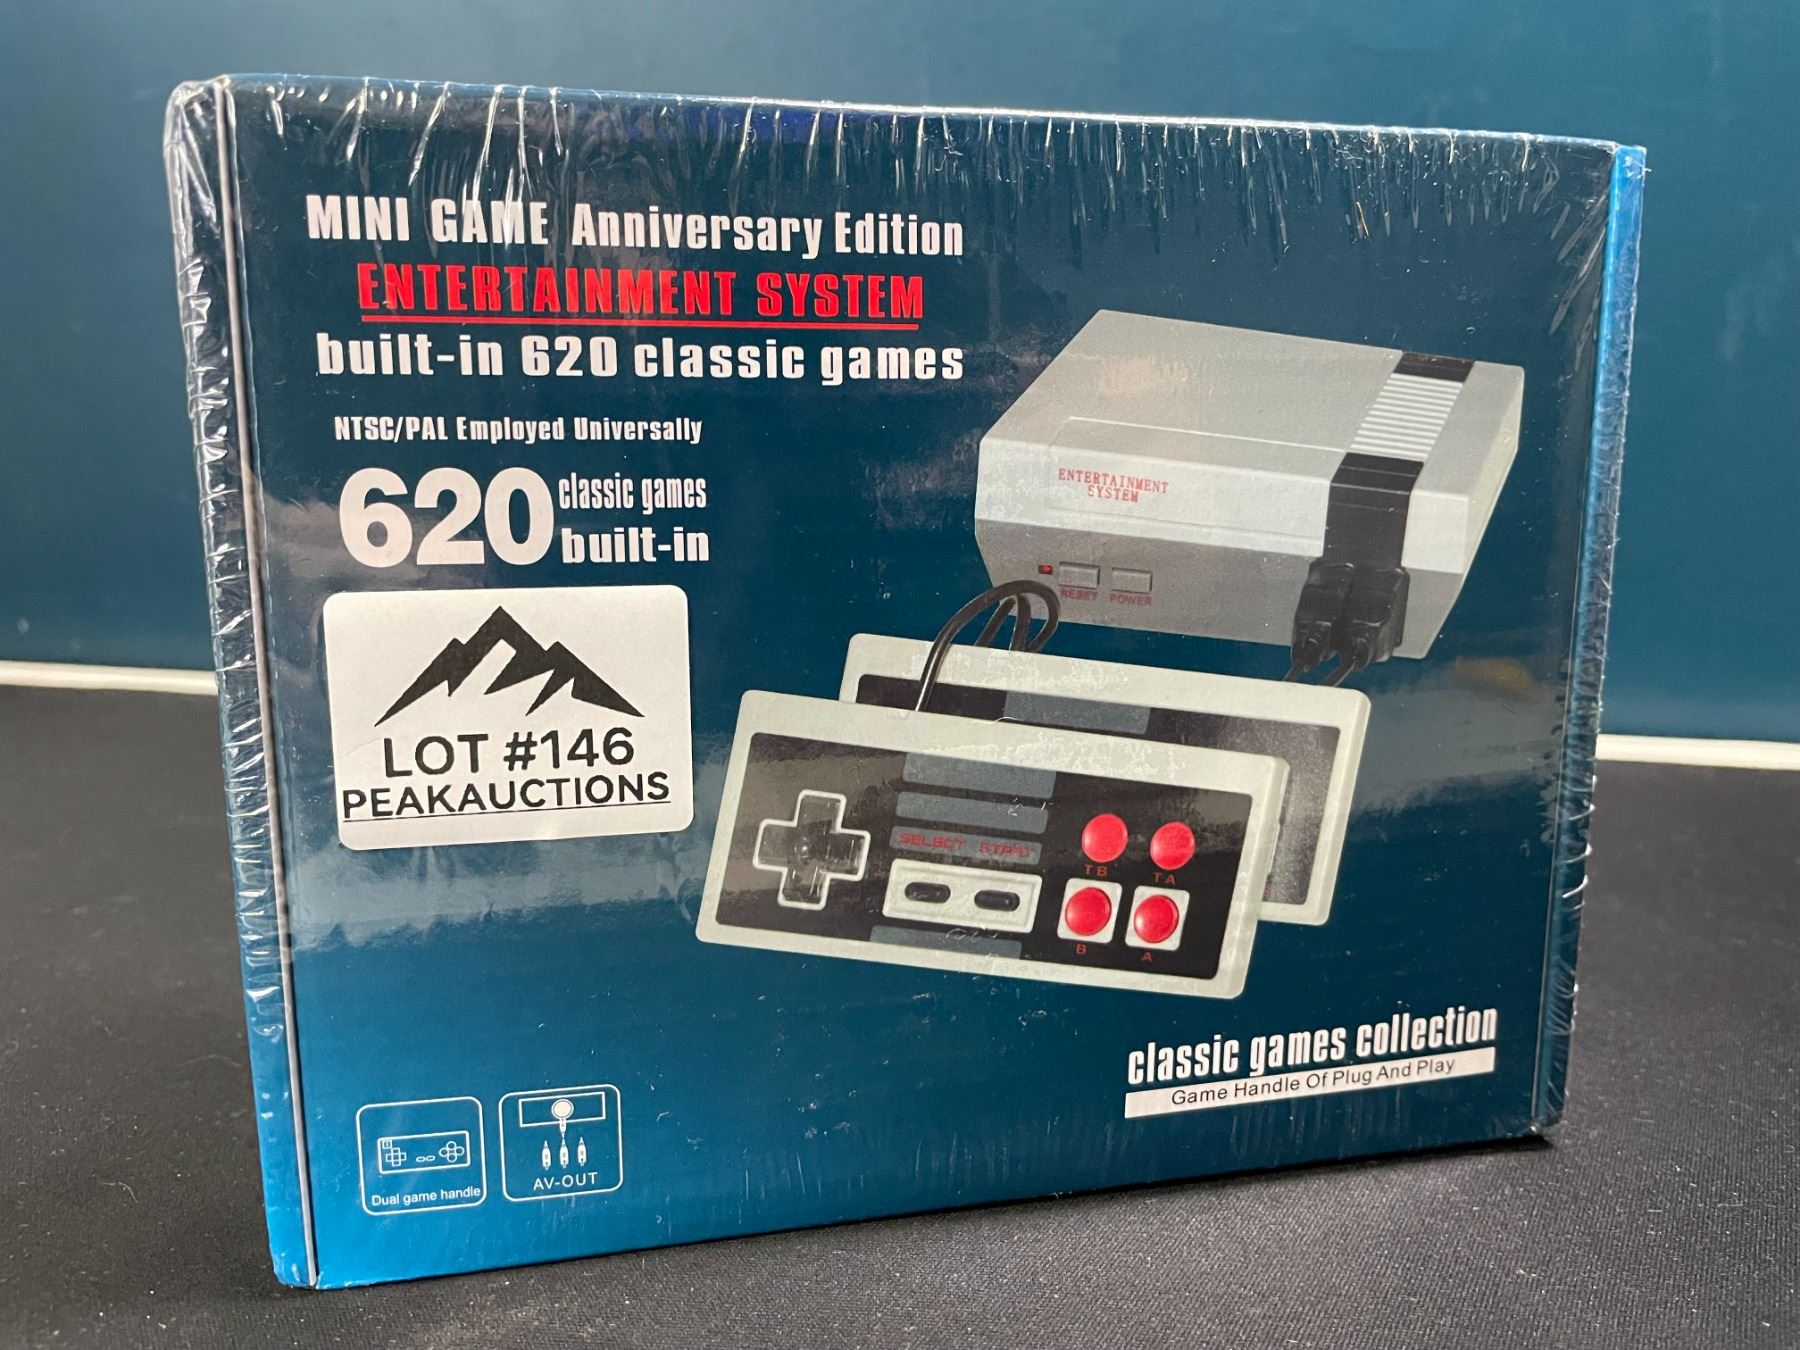 MINI GAME Anniversary Edition
ENTERTAINMENT SYSTEM
built-in 620 classic games
NTSC/PAL Employed Universally
620 classic games
built-in
LOT #146
PEAKAUCTIONS
ENTERTAINMENT
SYSTEM
RESET POWER
SELECT START
TB TA
B A
classic games collection
Game Handle Of Plug And Play
Dual game handle
AV-OUT